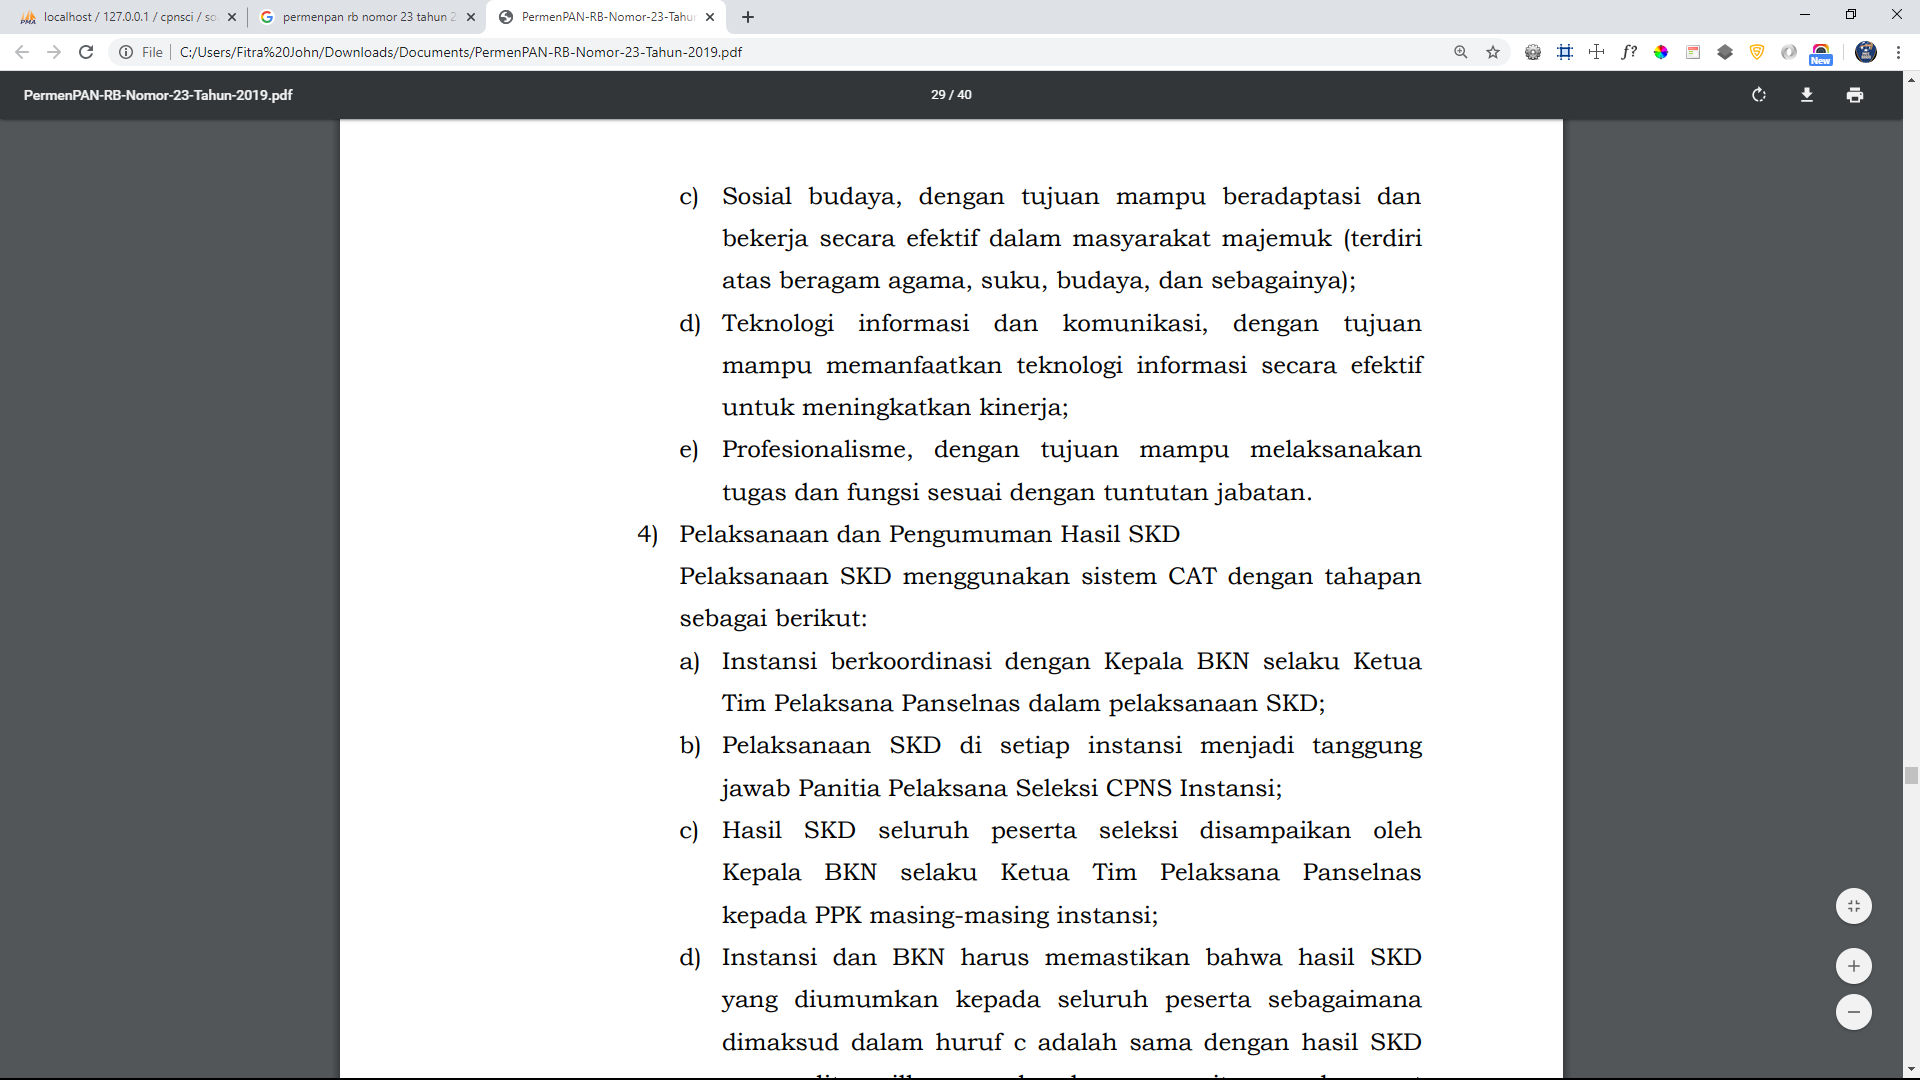 localhost / 127.0.0.1 / cpnsci / so
permenpan rb nomor 23 tahun 2
PermenPAN-RB-Nomor-23-Tahun
File
C:/Users/Fitra%20John/Downloads/Documents/PermenPAN-RB-Nomor-23-Tahun-2019.pdf
f?
New
PermenPAN-RB-Nomor-23-Tahun-2019.pdf
29 / 40
c) Sosial budaya, dengan tujuan mampu beradaptasi dan
bekerja secara efektif dalam masyarakat majemuk (terdiri
atas beragam agama, suku, budaya, dan sebagainya);
d) Teknologi informasi dan komunikasi, dengan tujuan
mampu memanfaatkan teknologi informasi secara efektif
untuk meningkatkan kinerja;
e) Profesionalisme, dengan tujuan mampu melaksanakan
tugas dan fungsi sesuai dengan tuntutan jabatan.
4) Pelaksanaan dan Pengumuman Hasil SKD
Pelaksanaan SKD menggunakan sistem CAT dengan tahapan
sebagai berikut:
a) Instansi berkoordinasi dengan Kepala BKN selaku Ketua
Tim Pelaksana Panselnas dalam pelaksanaan SKD;
b) Pelaksanaan SKD di setiap instansi menjadi tanggung
jawab Panitia Pelaksana Seleksi CPNS Instansi;
c) Hasil SKD seluruh peserta seleksi disampaikan oleh
Kepala BKN selaku Ketua Tim Pelaksana Panselnas
kepada PPK masing-masing instansi;
d) Instansi dan BKN harus memastikan bahwa hasil SKD
yang diumumkan kepada seluruh peserta sebagaimana
dimaksud dalam huruf c adalah sama dengan hasil SKD